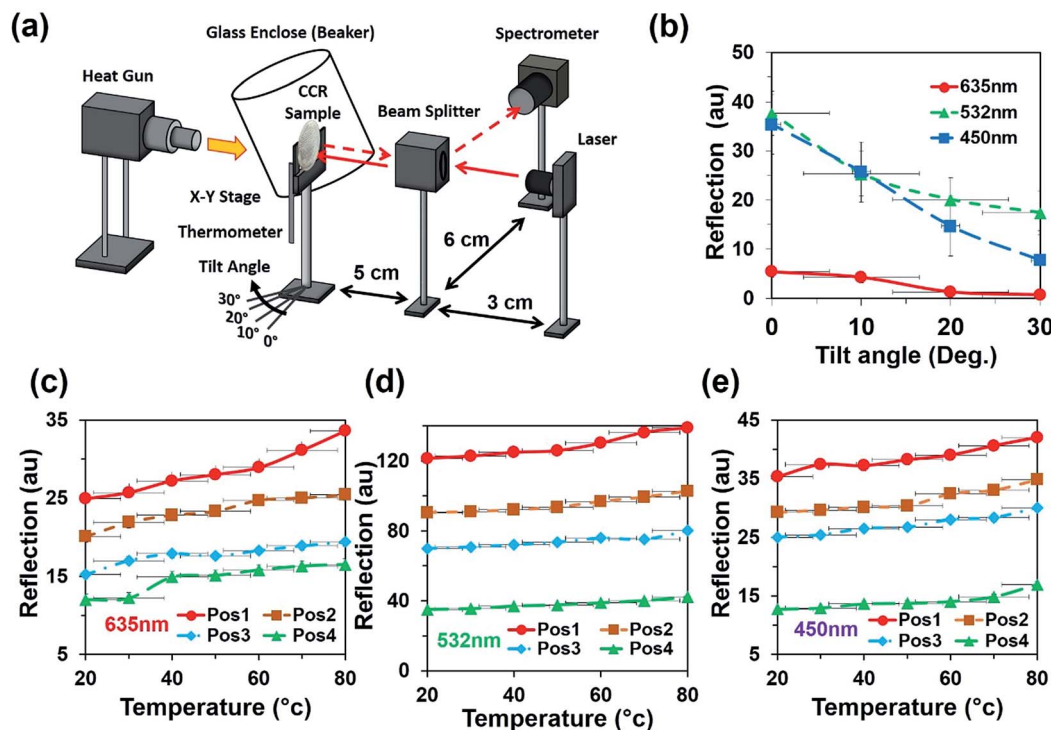 (a)
Glass Enclose (Beaker)
Spectrometer
Heat Gun
CCR
Sample
Beam Splitter
Laser
X-Y Stage
Thermometer
Tilt Angle
30°
20°
10°
0°
5 cm
6 cm
3 cm
(b)
Reflection (au)
50
40
30
20
10
0
635nm
532nm
450nm
0
10
20
30
Tilt angle (Deg.)
(c)
Reflection (au)
35
25
15
5
Pos1
Pos2
635nm
Pos3
Pos4
20
40
60
80
Temperature (°c)
(d)
Reflection (au)
120
80
40
0
Pos1
Pos2
532nm
Pos3
Pos4
20
30
40
50
60
70
80
Temperature (°c)
(e)
Reflection (au)
45
35
25
15
5
Pos1
Pos2
450nm
Pos3
Pos4
20
40
60
80
Temperature (°c)